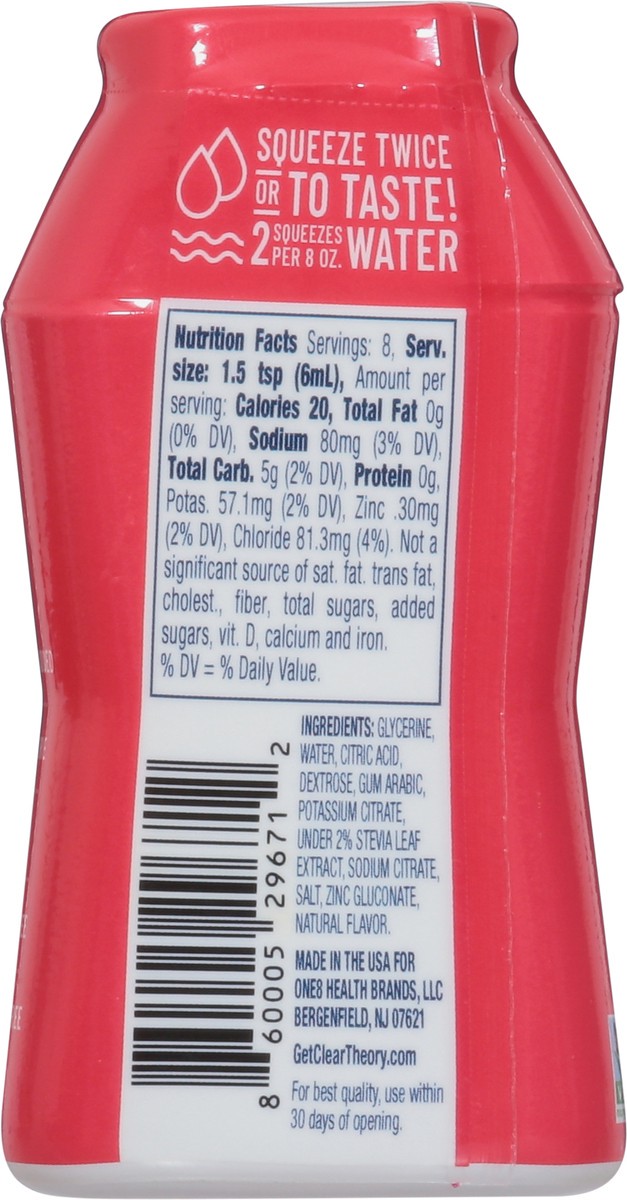 SQUEEZE TWICE
OR TO TASTE!
2 SQUEEZES PER 8 OZ. WATER
Nutrition Facts Servings: 8, Serv.
size: 1.5 tsp (6mL), Amount per
serving: Calories 20, Total Fat 0g
(0% DV), Sodium 80mg (3% DV),
Total Carb. 5g (2% DV), Protein 0g,
Potas. 57.1mg (2% DV), Zinc .30mg
(2% DV), Chloride 81.3mg (4%). Not a
significant source of sat. fat. trans fat,
cholest., fiber, total sugars, added
sugars, vit. D, calcium and iron.
% DV = % Daily Value.
INGREDIENTS: GLYCERINE,
WATER, CITRIC ACID,
DEXTROSE, GUM ARABIC,
POTASSIUM CITRATE,
UNDER 2% STEVIA LEAF
EXTRACT, SODIUM CITRATE,
SALT, ZINC GLUCONATE,
NATURAL FLAVOR.
MADE IN THE USA FOR
ONE8 HEALTH BRANDS, LLC
BERGENFIELD, NJ 07621
GetClearTheory.com
For best quality, use within
30 days of opening.
8 60005 29671 2